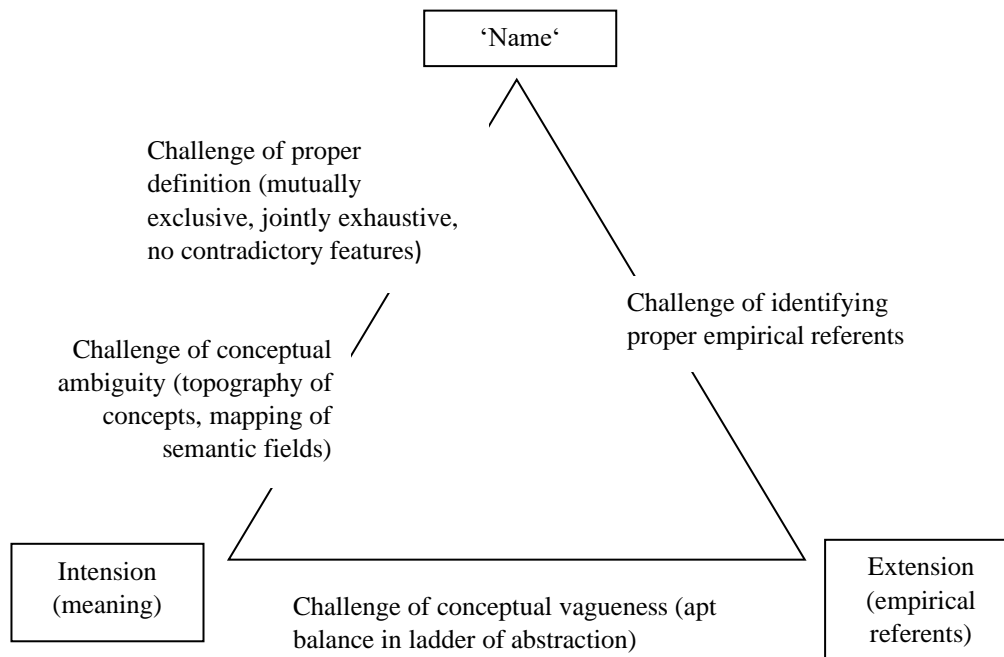 ‘Name‘
Challenge of proper
definition (mutually
exclusive, jointly exhaustive,
no contradictory features)
Challenge of identifying
proper empirical referents
Challenge of conceptual
ambiguity (topography of
concepts, mapping of
semantic fields)
Intension
(meaning)
Extension
(empirical
referents)
Challenge of conceptual vagueness (apt
balance in ladder of abstraction)